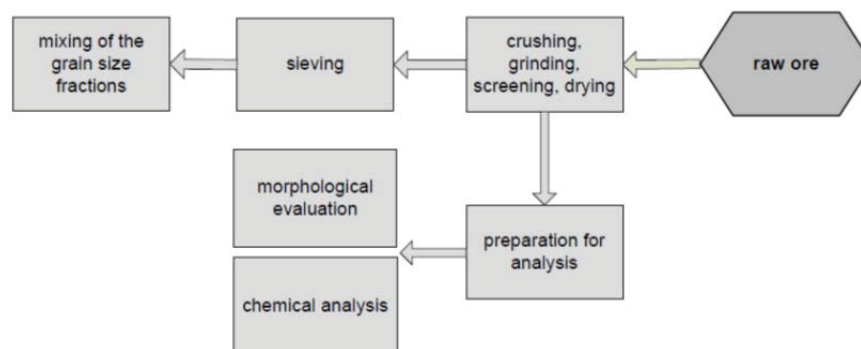 mixing of the
grain size
fractions
sieving
crushing,
grinding,
screening, drying
raw ore
morphological
evaluation
preparation for
analysis
chemical analysis